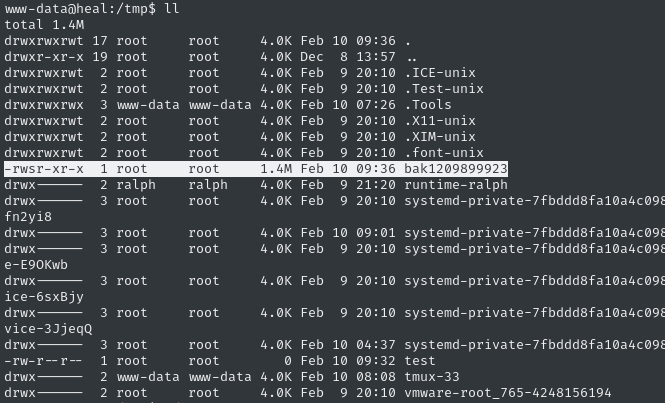 www-data@heal:/tmp$ ll
total 1.4M
drwxrwxrwt 17 root     root     4.0K Feb 10 09:36 .
drwxr-xr-x 19 root     root     4.0K Dec  8 13:57 ..
drwxrwxrwt  2 root     root     4.0K Feb  9 20:10 .ICE-unix
drwxrwxrwt  2 root     root     4.0K Feb  9 20:10 .Test-unix
drwxrwxrwx  3 www-data www-data 4.0K Feb 10 07:26 .Tools
drwxrwxrwt  2 root     root     4.0K Feb  9 20:10 .X11-unix
drwxrwxrwt  2 root     root     4.0K Feb  9 20:10 .XIM-unix
drwxrwxrwt  2 root     root     4.0K Feb  9 20:10 .font-unix
-rwsr-xr-x  1 root     root     1.4M Feb 10 09:36 bak1209899923
drwx------  2 ralph    ralph    4.0K Feb  9 21:20 runtime-ralph
drwx------  3 root     root     4.0K Feb  9 20:10 systemd-private-7fbddd8fa10a4c098
fn2yi8
drwx------  3 root     root     4.0K Feb 10 09:01 systemd-private-7fbddd8fa10a4c098
drwx------  3 root     root     4.0K Feb  9 20:10 systemd-private-7fbddd8fa10a4c098
e-E9OKwb
drwx------  3 root     root     4.0K Feb  9 20:10 systemd-private-7fbddd8fa10a4c098
ice-6sxBjy
drwx------  3 root     root     4.0K Feb  9 20:10 systemd-private-7fbddd8fa10a4c098
vice-3JjeqQ
drwx------  3 root     root     4.0K Feb 10 04:37 systemd-private-7fbddd8fa10a4c098
-rw-r--r--  1 root     root        0 Feb 10 09:32 test
drwx------  2 www-data www-data 4.0K Feb 10 08:08 tmux-33
drwx------  2 root     root     4.0K Feb  9 20:10 vmware-root_765-4248156194